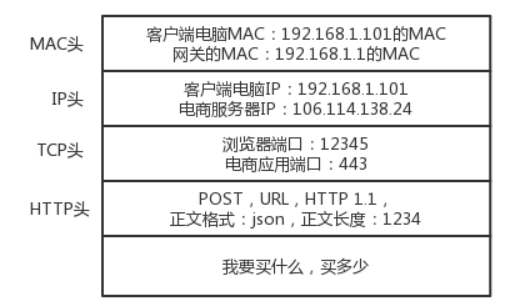 MAC头
客户端电脑MAC：192.168.1.101的MAC
网关的MAC：192.168.1.1的MAC
IP头
客户端电脑IP：192.168.1.101
电商服务器IP：106.114.138.24
TCP头
浏览器端口：12345
电商应用端口：443
HTTP头
POST，URL，HTTP 1.1，
正文格式：json，正文长度：1234
我要买什么，买多少